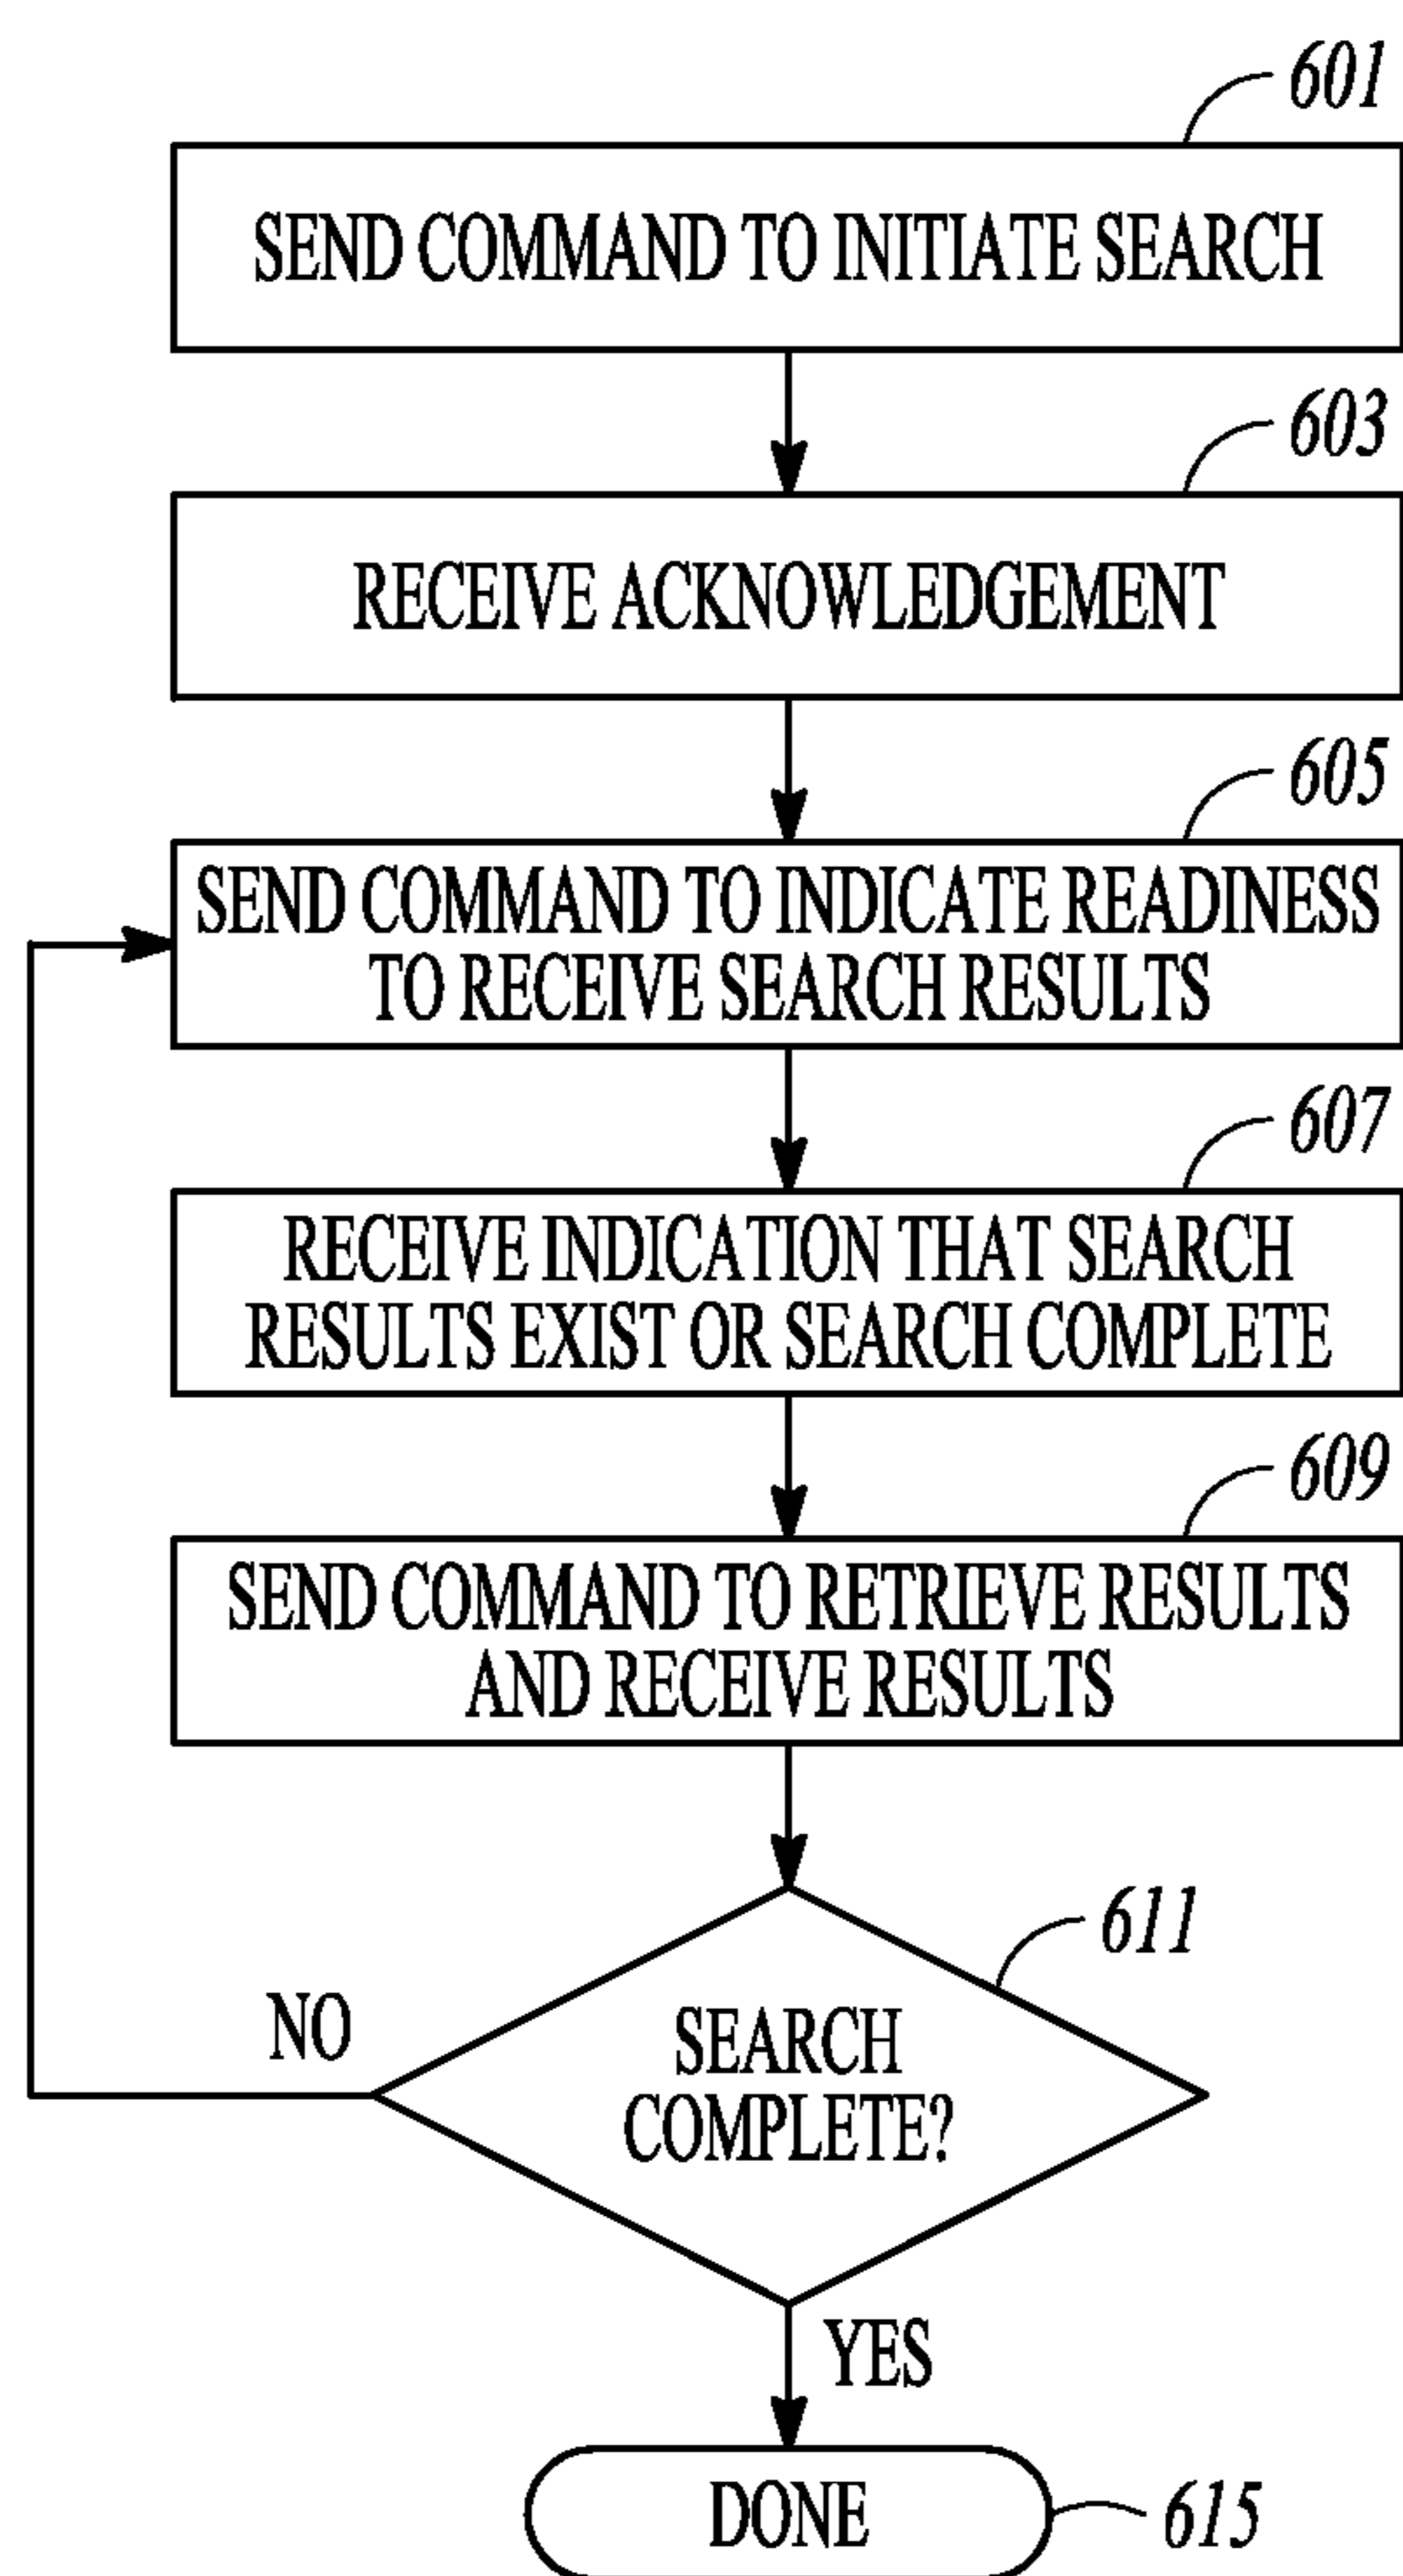 601
SEND COMMAND TO INITIATE SEARCH
603
RECEIVE ACKNOWLEDGEMENT
605
SEND COMMAND TO INDICATE READINESS
TO RECEIVE SEARCH RESULTS
607
RECEIVE INDICATION THAT SEARCH
RESULTS EXIST OR SEARCH COMPLETE
609
SEND COMMAND TO RETRIEVE RESULTS
AND RECEIVE RESULTS
611
NO
SEARCH
COMPLETE?
YES
DONE
615